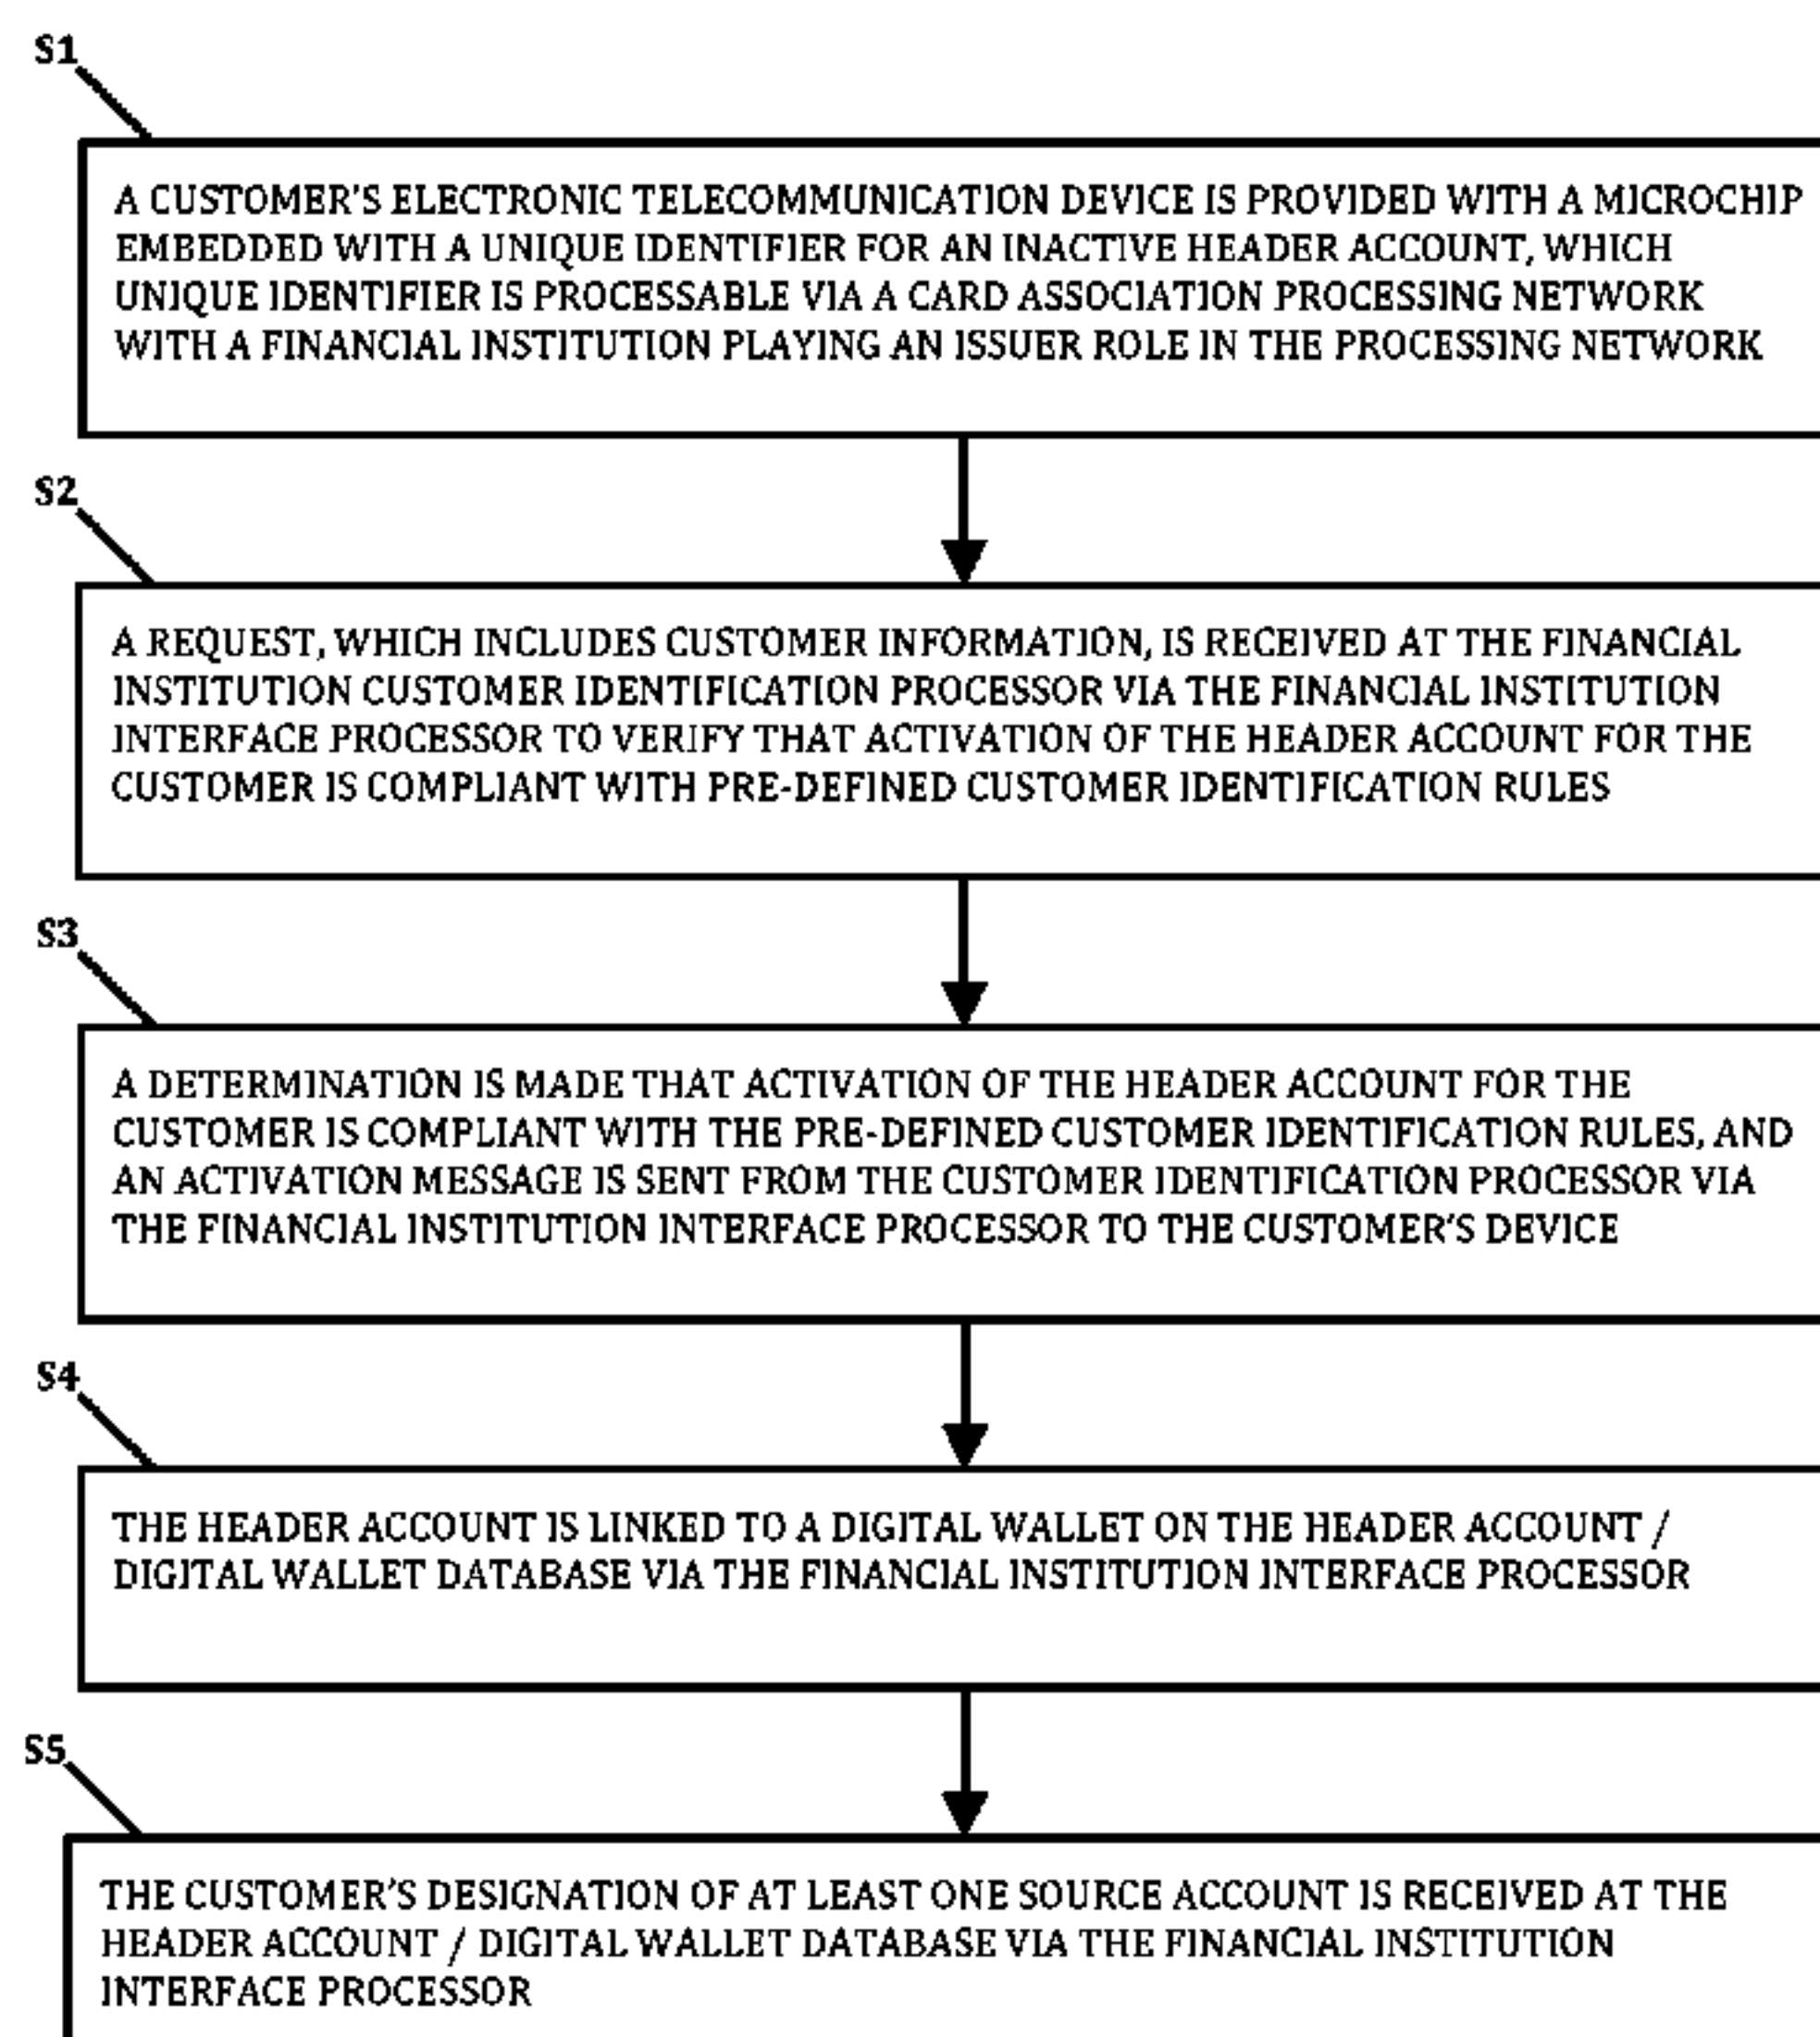 S1
A CUSTOMER'S ELECTRONIC TELECOMMUNICATION DEVICE IS PROVIDED WITH A MICROCHIP
EMBEDDED WITH A UNIQUE IDENTIFIER FOR AN INACTIVE HEADER ACCOUNT, WHICH
UNIQUE IDENTIFIER IS PROCESSABLE VIA A CARD ASSOCIATION PROCESSING NETWORK
WITH A FINANCIAL INSTITUTION PLAYING AN ISSUER ROLE IN THE PROCESSING NETWORK
S2
A REQUEST, WHICH INCLUDES CUSTOMER INFORMATION, IS RECEIVED AT THE FINANCIAL
INSTITUTION CUSTOMER IDENTIFICATION PROCESSOR VIA THE FINANCIAL INSTITUTION
INTERFACE PROCESSOR TO VERIFY THAT ACTIVATION OF THE HEADER ACCOUNT FOR THE
CUSTOMER IS COMPLIANT WITH PRE-DEFINED CUSTOMER IDENTIFICATION RULES
S3
A DETERMINATION IS MADE THAT ACTIVATION OF THE HEADER ACCOUNT FOR THE
CUSTOMER IS COMPLIANT WITH THE PRE-DEFINED CUSTOMER IDENTIFICATION RULES, AND
AN ACTIVATION MESSAGE IS SENT FROM THE CUSTOMER IDENTIFICATION PROCESSOR VIA
THE FINANCIAL INSTITUTION INTERFACE PROCESSOR TO THE CUSTOMER'S DEVICE
S4
THE HEADER ACCOUNT IS LINKED TO A DIGITAL WALLET ON THE HEADER ACCOUNT /
DIGITAL WALLET DATABASE VIA THE FINANCIAL INSTITUTION INTERFACE PROCESSOR
S5
THE CUSTOMER'S DESIGNATION OF AT LEAST ONE SOURCE ACCOUNT IS RECEIVED AT THE
HEADER ACCOUNT / DIGITAL WALLET DATABASE VIA THE FINANCIAL INSTITUTION
INTERFACE PROCESSOR